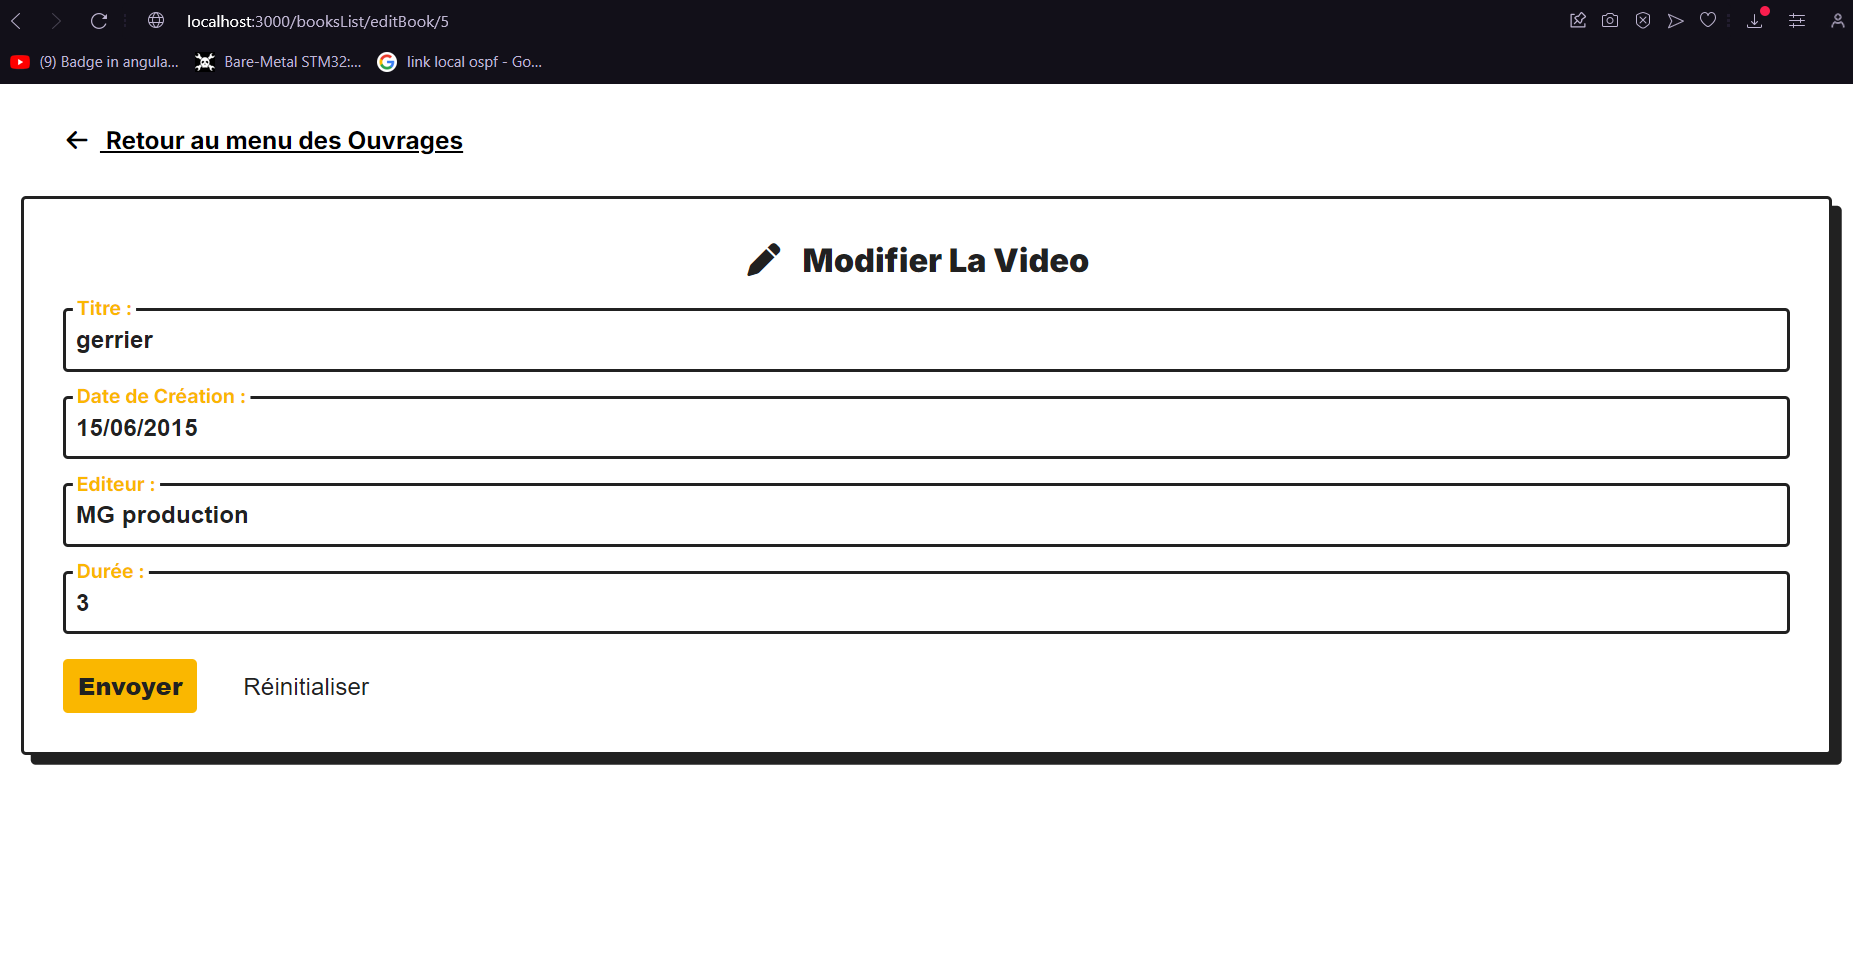 localhost:3000/booksList/editBook/5
(9) Badge in angula... Bare-Metal STM32:... link local ospf - Go...
Retour au menu des Ouvrages
Modifier La Video
Titre :
gerrier
Date de Création :
15/06/2015
Editeur :
MG production
Durée :
3
Envoyer Réinitialiser